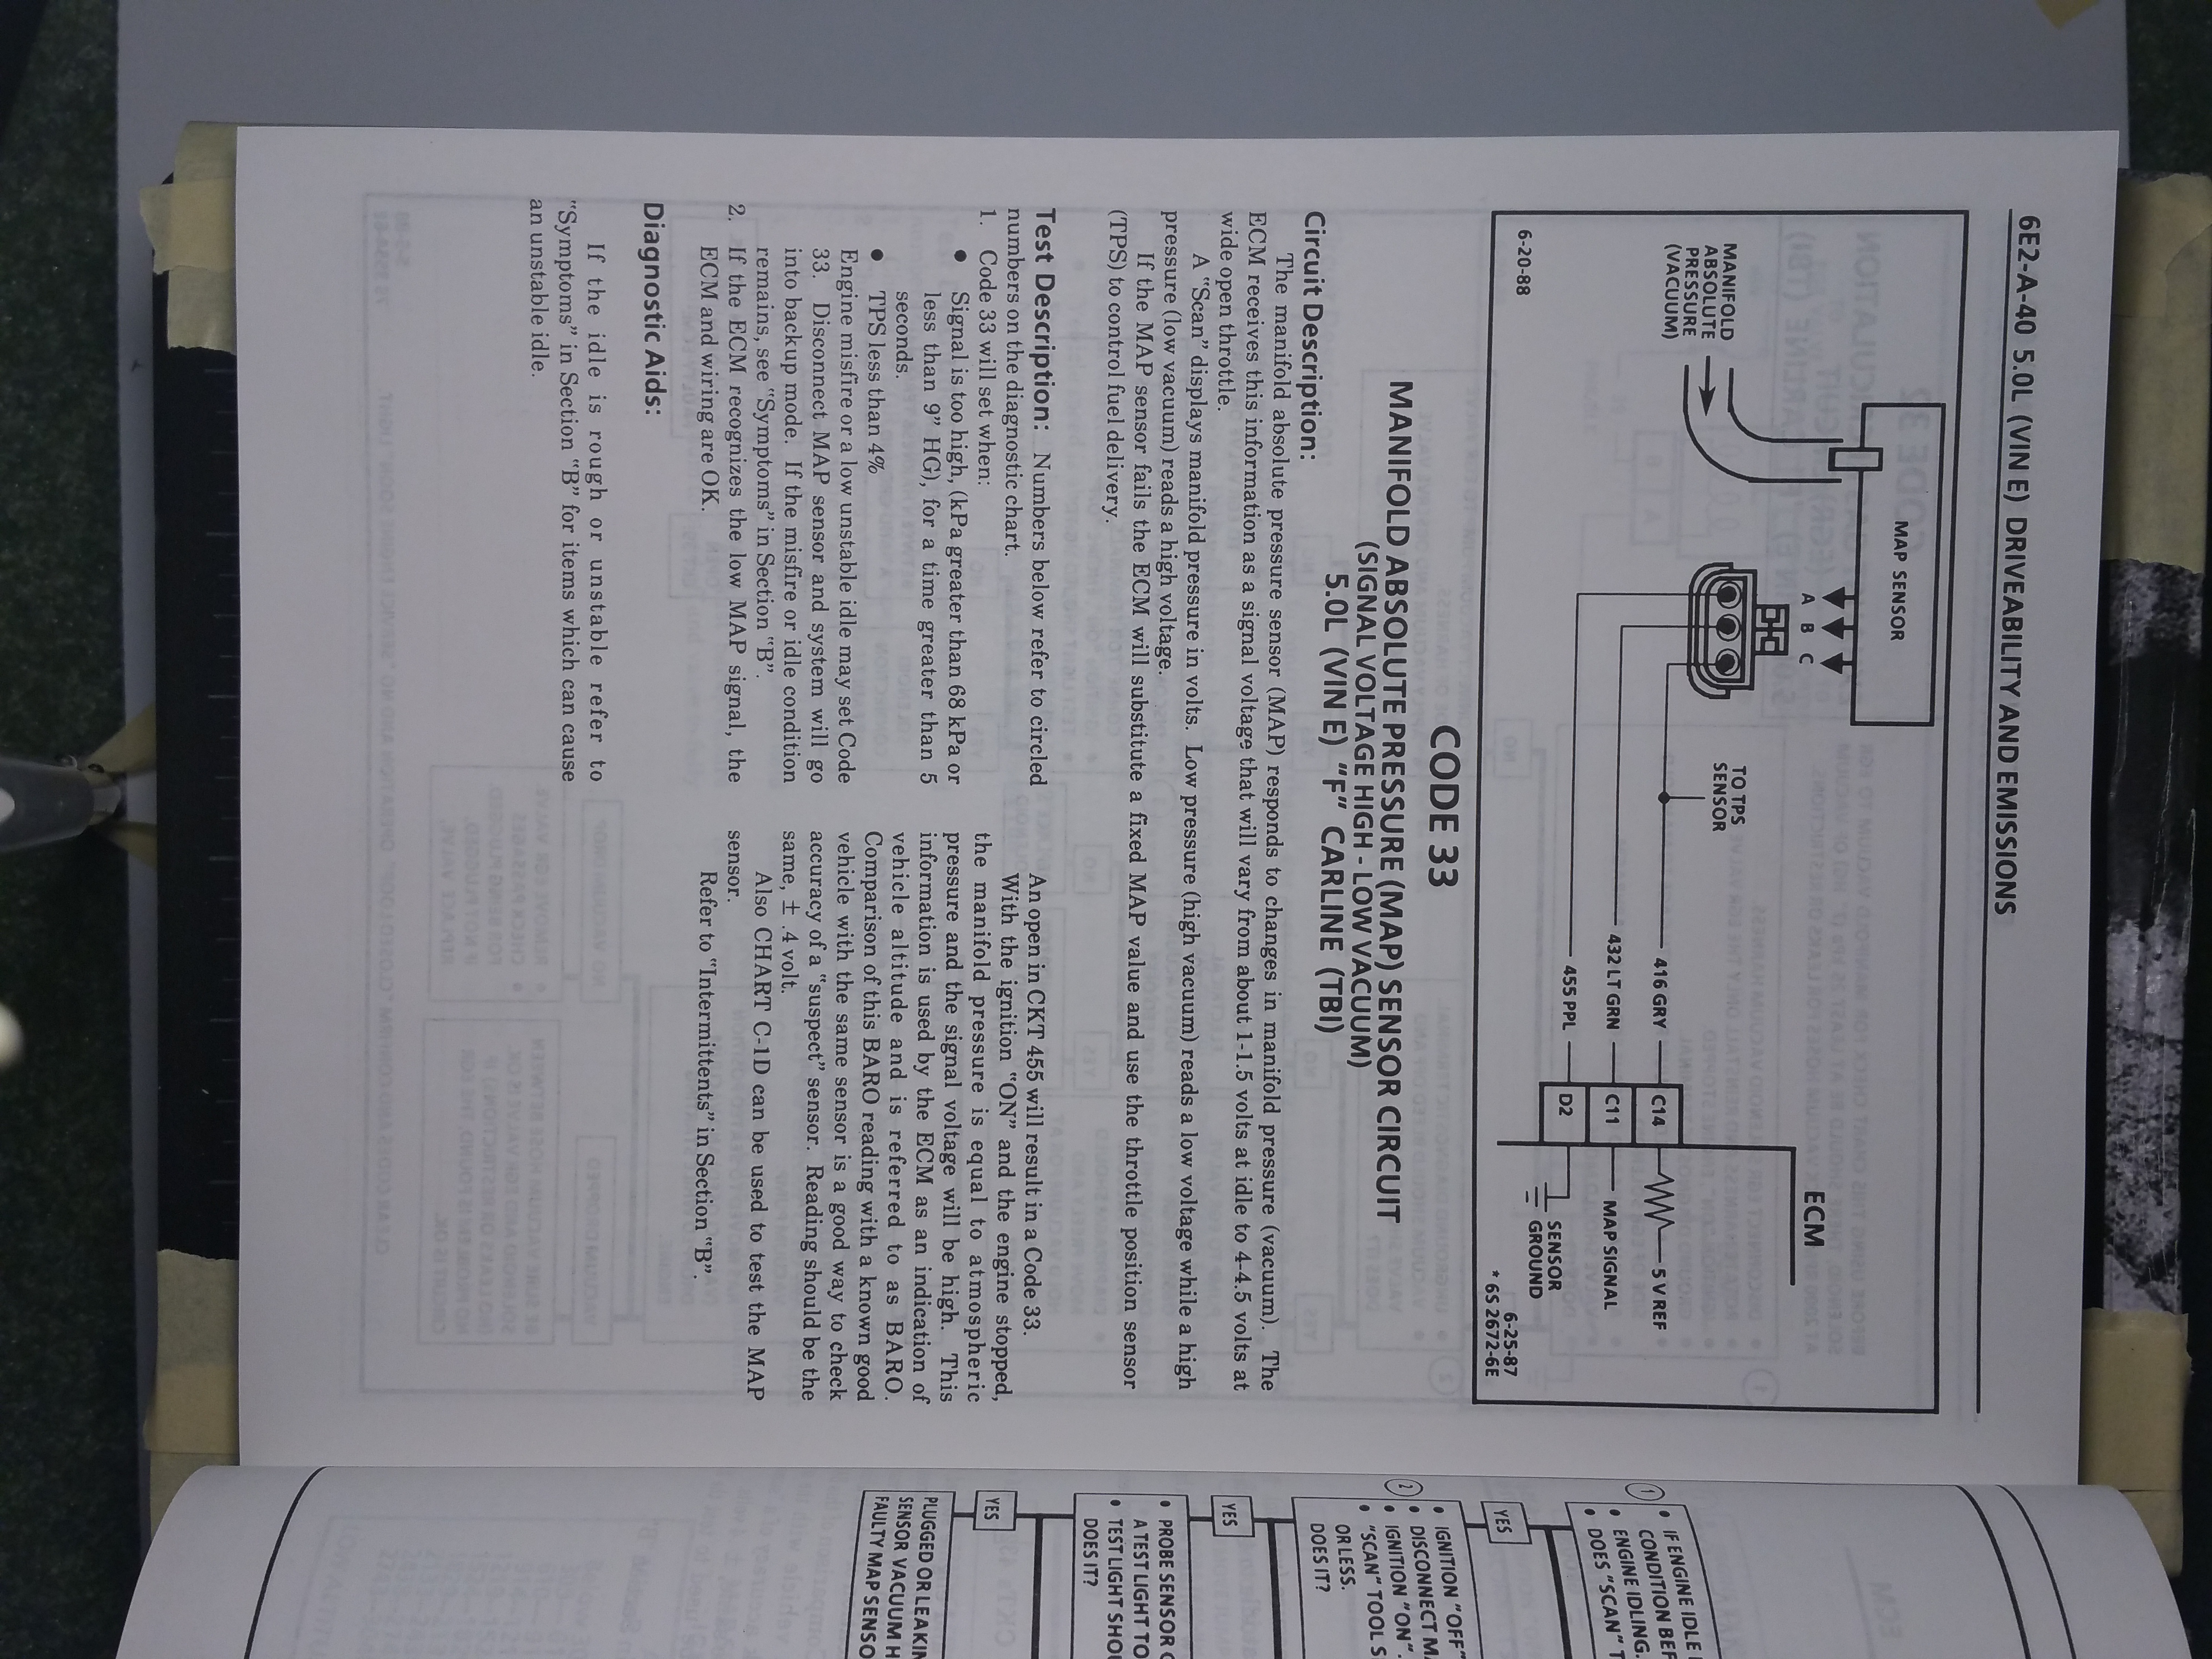 6E2-A-40 5.0L (VIN E) DRIVEABILITY AND EMISSIONS
MAP SENSOR
A B C
MANIFOLD
ABSOLUTE
PRESSURE
(VACUUM)
TO TPS
SENSOR
416 GRY
432 LT GRN
455 PPL
C14
C11
D2
ECM
5 V REF
MAP SIGNAL
SENSOR
GROUND
6-20-88
6-25-87
* 6S 2672-6E
CODE 33
MANIFOLD ABSOLUTE PRESSURE (MAP) SENSOR CIRCUIT
(SIGNAL VOLTAGE HIGH - LOW VACUUM)
5.0L (VIN E) "F" CARLINE (TBI)
Circuit Description:
The manifold absolute pressure sensor (MAP) responds to changes in manifold pressure (vacuum). The
ECM receives this information as a signal voltage that will vary from about 1-1.5 volts at idle to 4-4.5 volts at
wide open throttle.
A "Scan" displays manifold pressure in volts. Low pressure (high vacuum) reads a low voltage while a high
pressure (low vacuum) reads a high voltage.
If the MAP sensor fails the ECM will substitute a fixed MAP value and use the throttle position sensor
(TPS) to control fuel delivery.
Test Description: Numbers below refer to circled
numbers on the diagnostic chart.
1. Code 33 will set when:
• Signal is too high, (kPa greater than 68 kPa or
less than 9" HG), for a time greater than 5
seconds.
• TPS less than 4%
Engine misfire or a low unstable idle may set Code
33. Disconnect MAP sensor and system will go
into backup mode. If the misfire or idle condition
remains, see "Symptoms" in Section "B".
2. If the ECM recognizes the low MAP signal, the
ECM and wiring are OK.
Diagnostic Aids:
If the idle is rough or unstable refer to
"Symptoms" in Section "B" for items which can cause
an unstable idle.
An open in CKT 455 will result in a Code 33.
With the ignition "ON" and the engine stopped,
the manifold pressure is equal to atmospheric
pressure and the signal voltage will be high. This
information is used by the ECM as an indication of
vehicle altitude and is referred to as BARO.
Comparison of this BARO reading with a known good
vehicle with the same sensor is a good way to check
accuracy of a "suspect" sensor. Reading should be the
same, ± .4 volt.
Also CHART C-1D can be used to test the MAP
sensor.
Refer to "Intermittents" in Section "B".
1
• IF ENGINE IDLE
CONDITION BEF
• ENGINE IDLING.
• DOES "SCAN" T
YES
2
• IGNITION "OFF"
• DISCONNECT MA
• IGNITION "ON".
• "SCAN" TOOL S
OR LESS.
DOES IT?
YES
• PROBE SENSOR
A TEST LIGHT TO
• TEST LIGHT SHOU
DOES IT?
YES
PLUGGED OR LEAKIN
SENSOR VACUUM H
FAULTY MAP SENSO